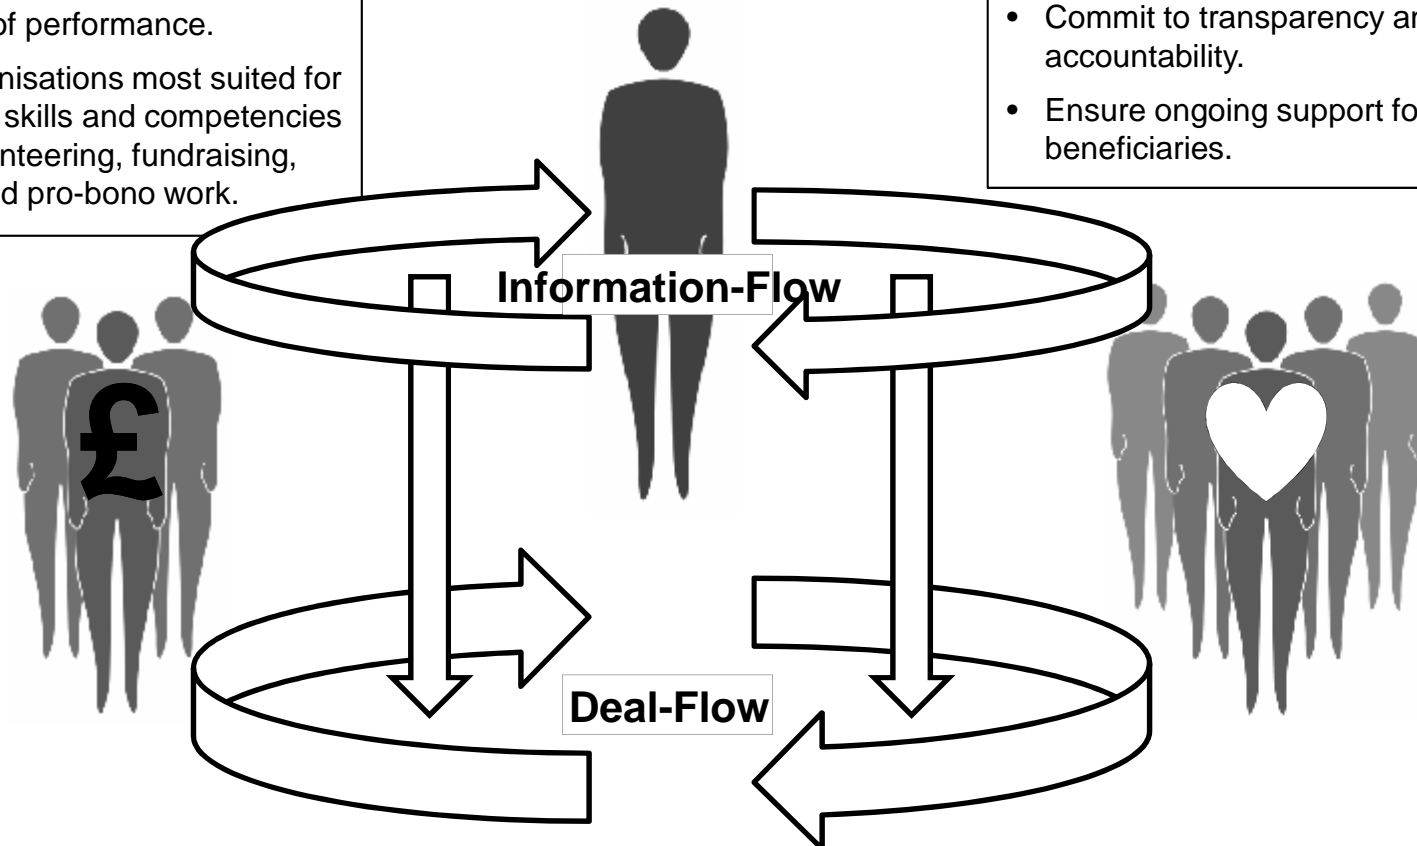 of performance.
nisations most suited for
skills and competencies
nteering, fundraising,
d pro-bono work.
• Commit to transparency a
accountability.
• Ensure ongoing support fo
beneficiaries.
Information-Flow
£
Deal-Flow